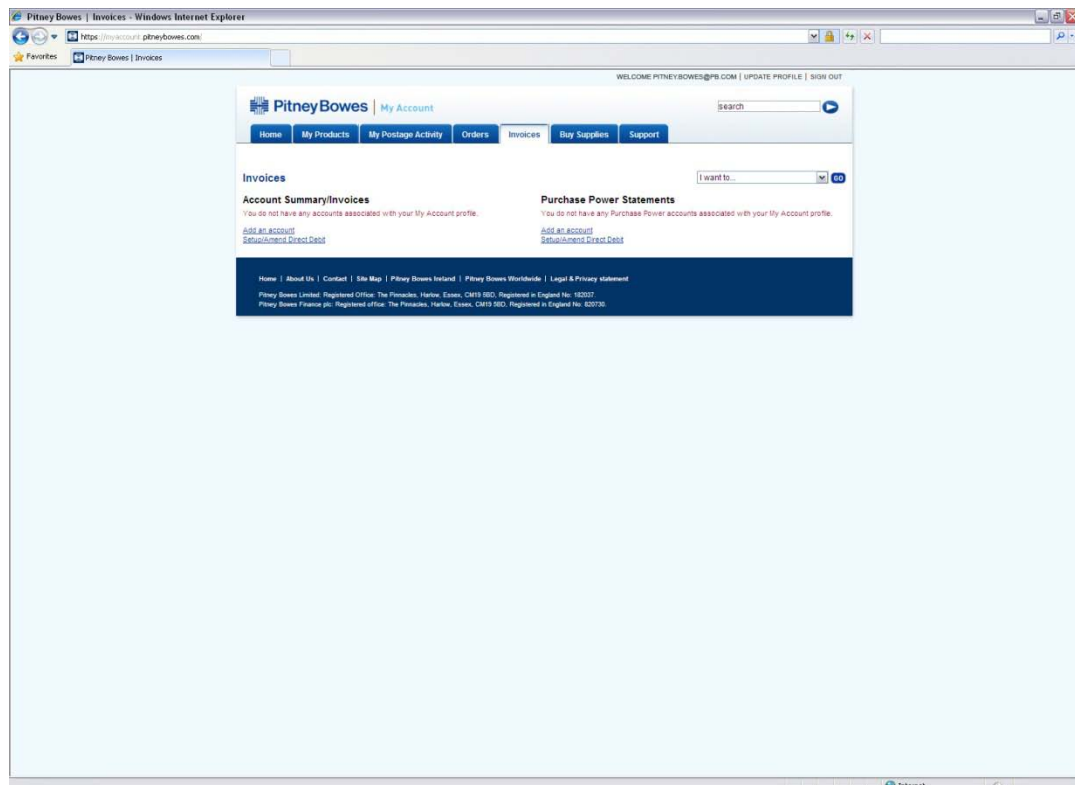 Pitney Bowes | Invoices - Windows Internet Explorer
https://myaccount.pitneybowes.com/
Favorites Pitney Bowes | Invoices
WELCOME PITNEY.BOWES@PB.COM | UPDATE PROFILE | SIGN OUT
PitneyBowes | My Account
search
Home My Products My Postage Activity Orders Invoices Buy Supplies Support
Invoices
I want to... GO
Account Summary/Invoices
You do not have any accounts associated with your My Account profile.
Add an account
Setup/Amend Direct Debit
Purchase Power Statements
You do not have any Purchase Power accounts associated with your My Account profile.
Add an account
Setup/Amend Direct Debit
Home | About Us | Contact | Site Map | Pitney Bowes Ireland | Pitney Bowes Worldwide | Legal & Privacy statement
Pitney Bowes Limited: Registered Office: The Pinnacles, Harlow, Essex, CM19 5BD, Registered in England No: 182037.
Pitney Bowes Finance plc: Registered office: The Pinnacles, Harlow, Essex, CM19 5BD, Registered in England No: 820730.
Internet